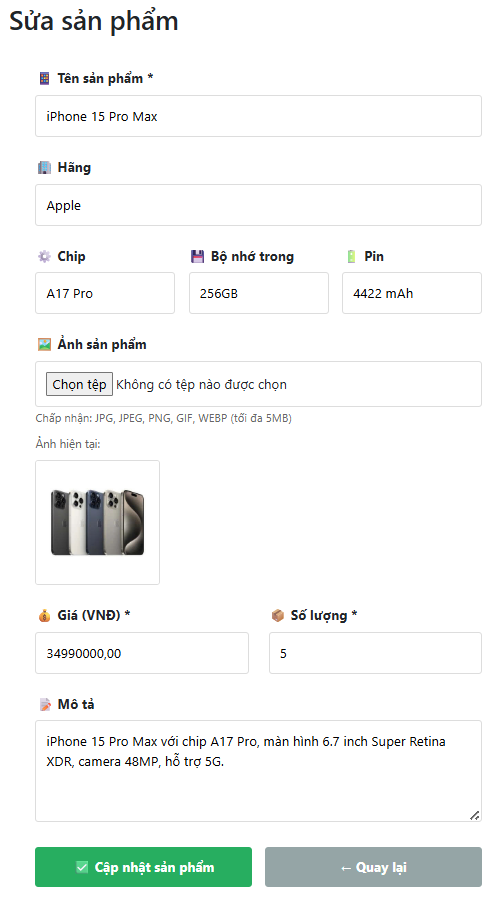 Sửa sản phẩm
Tên sản phẩm *
iPhone 15 Pro Max
Hãng
Apple
Chip Bộ nhớ trong Pin
A17 Pro 256GB 4422 mAh
Ảnh sản phẩm
Chọn tệp Không có tệp nào được chọn
Chấp nhận: JPG, JPEG, PNG, GIF, WEBP (tối đa 5MB)
Ảnh hiện tại:
Giá (VNĐ) * Số lượng *
34990000,00 5
Mô tả
iPhone 15 Pro Max với chip A17 Pro, màn hình 6.7 inch Super Retina
XDR, camera 48MP, hỗ trợ 5G.
✅ Cập nhật sản phẩm ← Quay lại